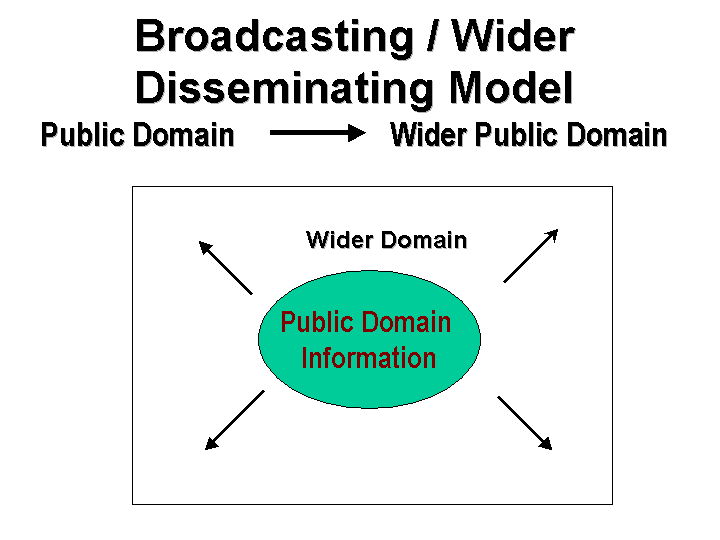 Broadcasting / Wider
Disseminating Model
Public Domain Wider Public Domain
Wider Domain
Public Domain
Information